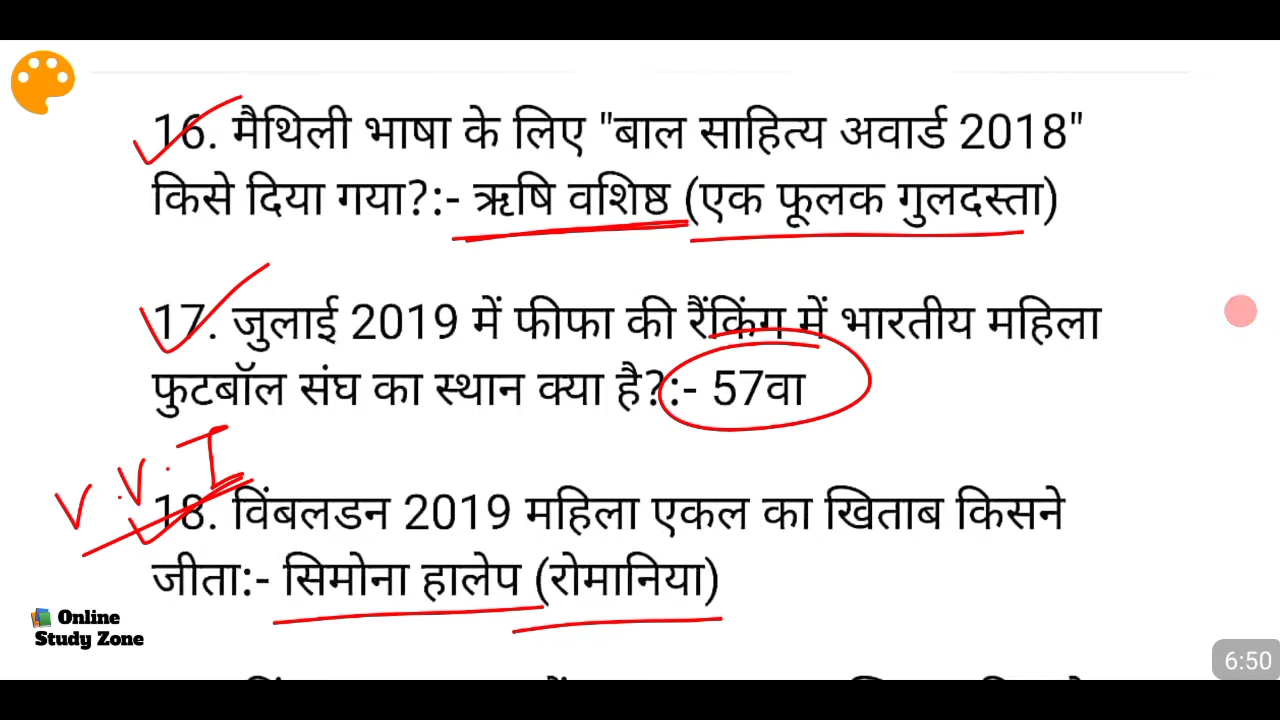 16. मैथिली भाषा के लिए "बाल साहित्य अवार्ड 2018"
किसे दिया गया?:- ऋषि वशिष्ठ (एक फूलक गुलदस्ता)
17. जुलाई 2019 में फीफा की रैंकिंग में भारतीय महिला
फुटबॉल संघ का स्थान क्या है?:- 57वा
V.V.I
18. विंबलडन 2019 महिला एकल का खिताब किसने
जीता:- सिमोना हालेप (रोमानिया)
Online
Study Zone
6:50